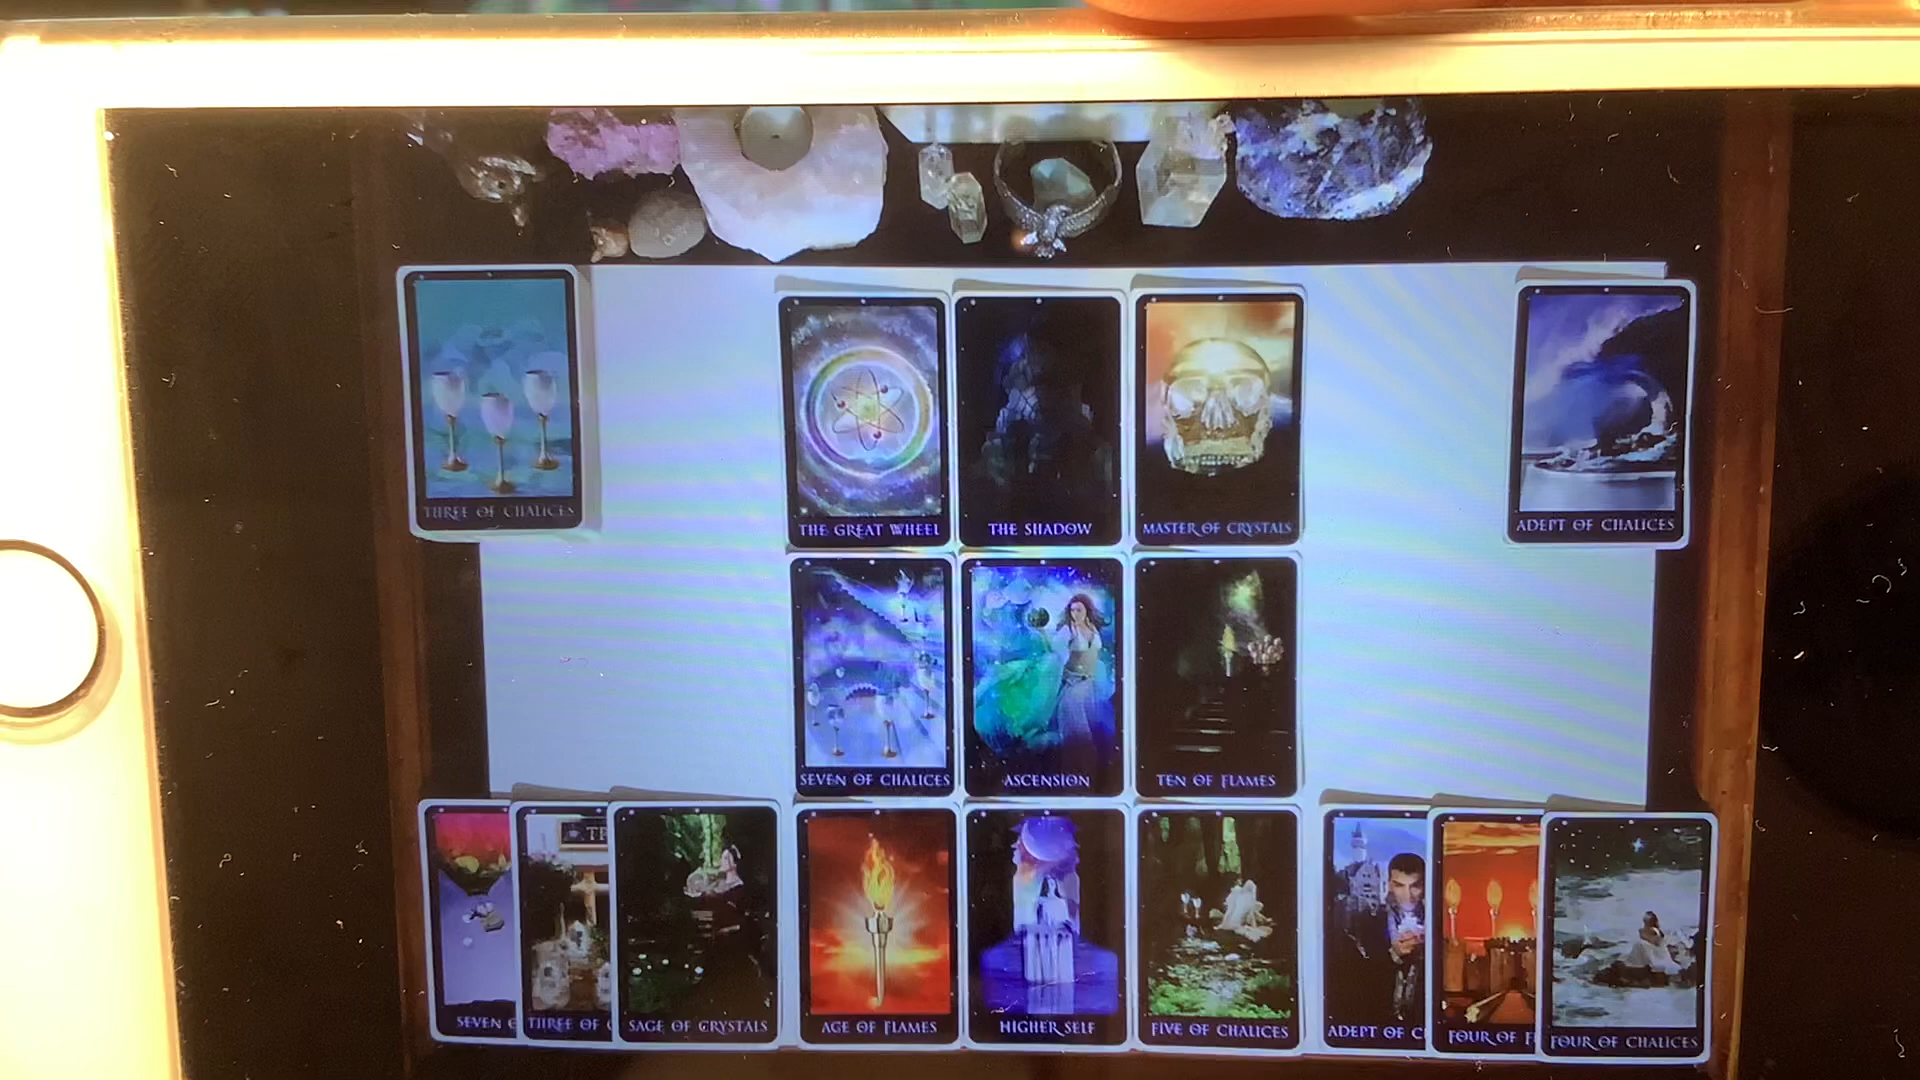 THREE OF CHALICES
THE GREAT WHEEL
THE SHADOW
MASTER OF CRYSTALS
ADEPT OF CHALICES
SEVEN OF CHALICES
ASCENSION
TEN OF FLAMES
SEVEN O
TF
THREE OF C
SAGE OF CRYSTALS
ACE OF FLAMES
HIGHER SELF
FIVE OF CHALICES
ADEPT OF C
FOUR OF F
FOUR OF CHALICES